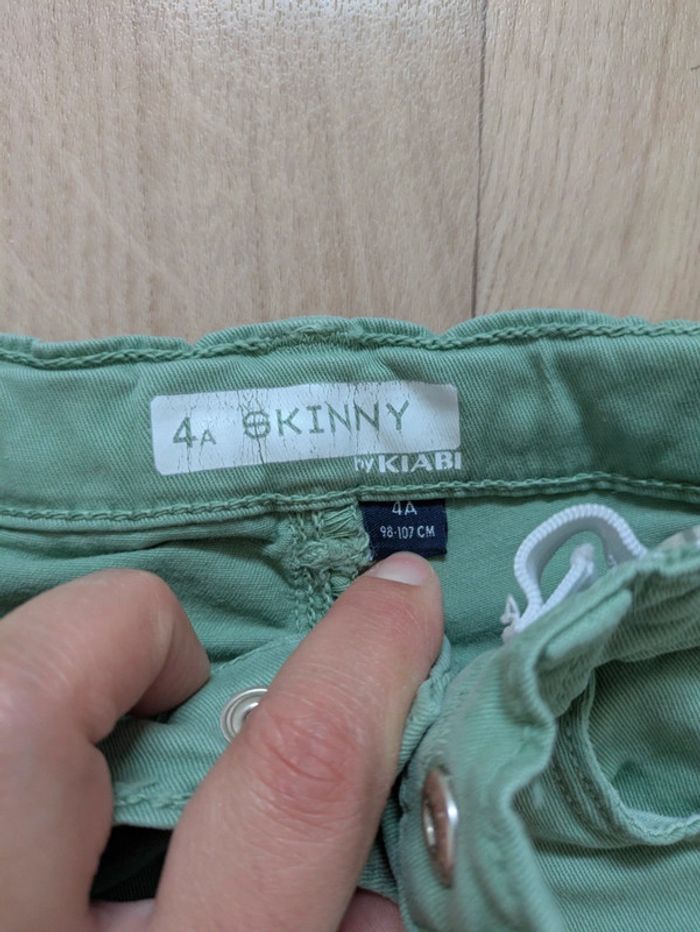 4A SKINNY
by KIABI
4A
98-107 CM